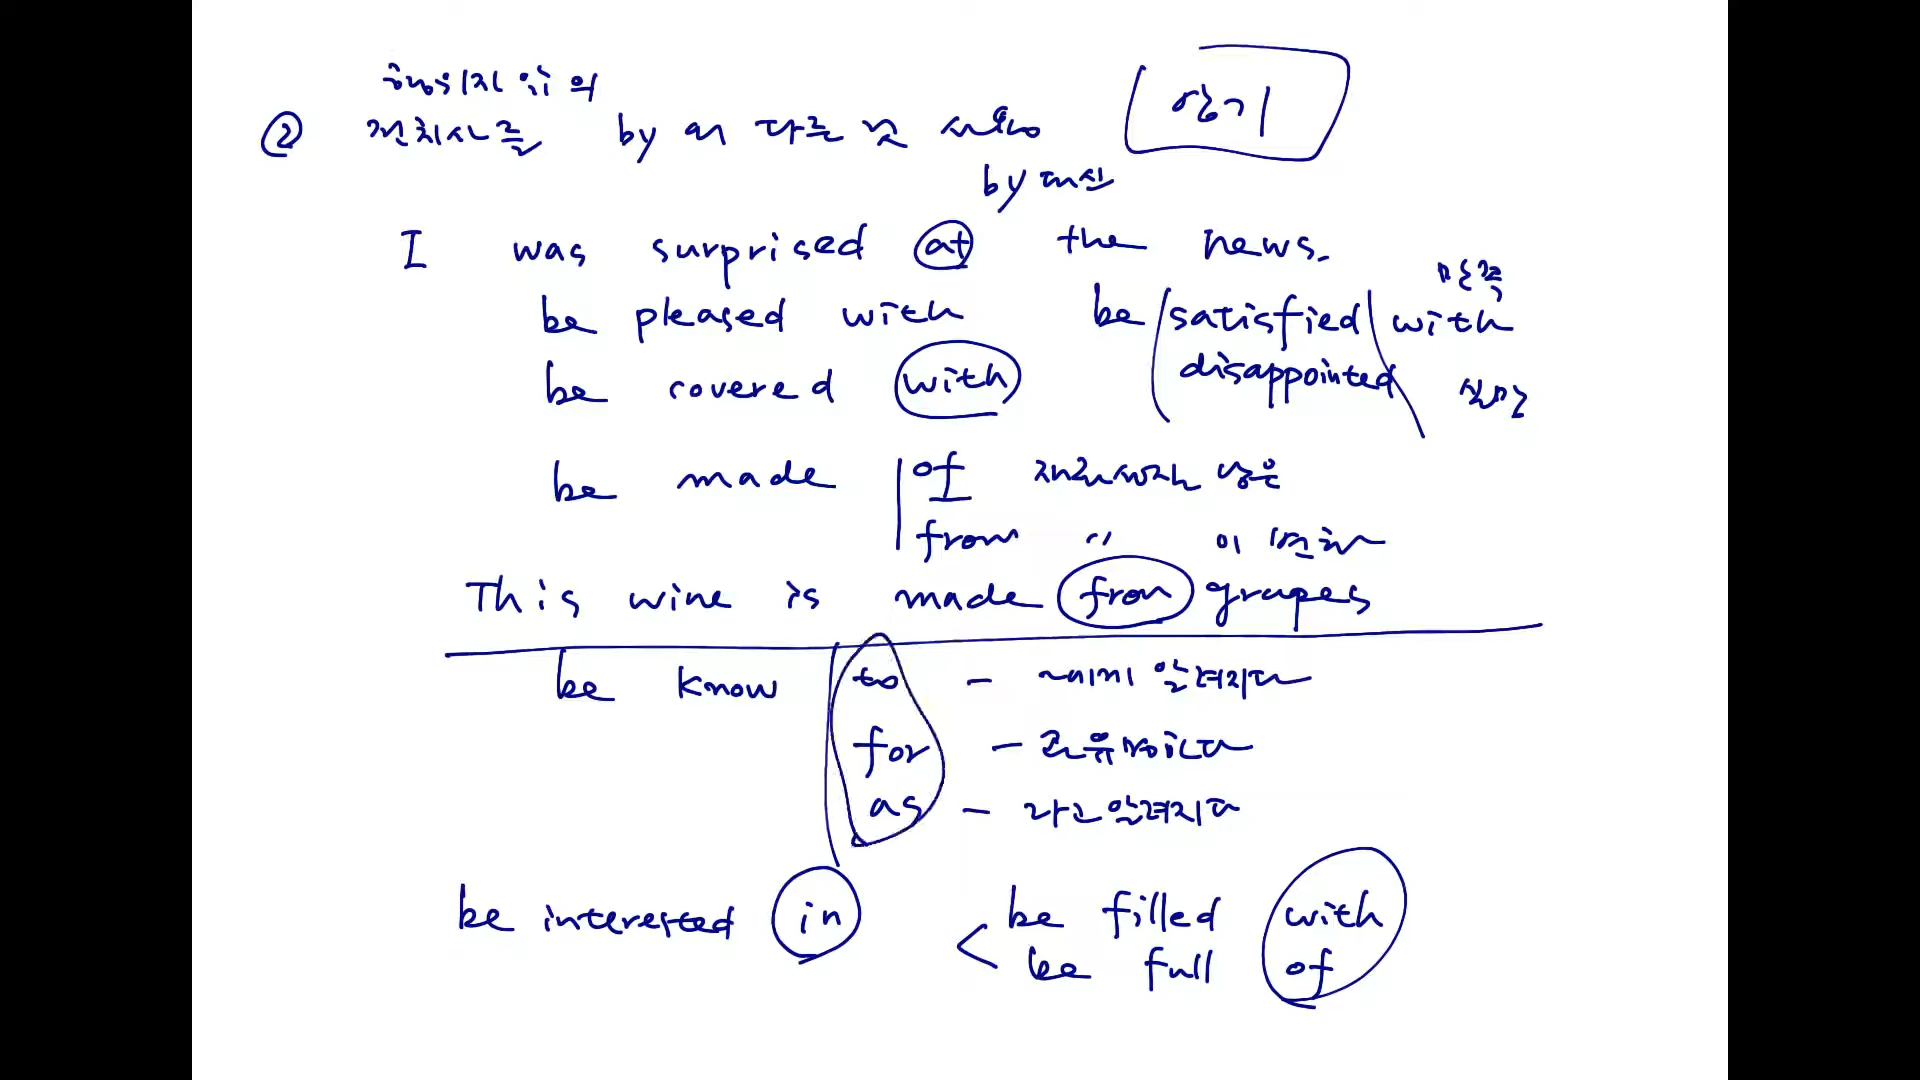 행위자 앞의
② 전치사를 by 아 다른 것 사용 암기
by 대신
I was surprised at the news.
be pleased with be satisfied with 만족
be covered with disappointed 실망
be made of 재료성질 남음
from 〃 이 변화
This wine is made from grapes
be know to - 에게 알려지다
for - 로 유명하다
as - 라고 알려지다
be interested in < be filled with
be full of